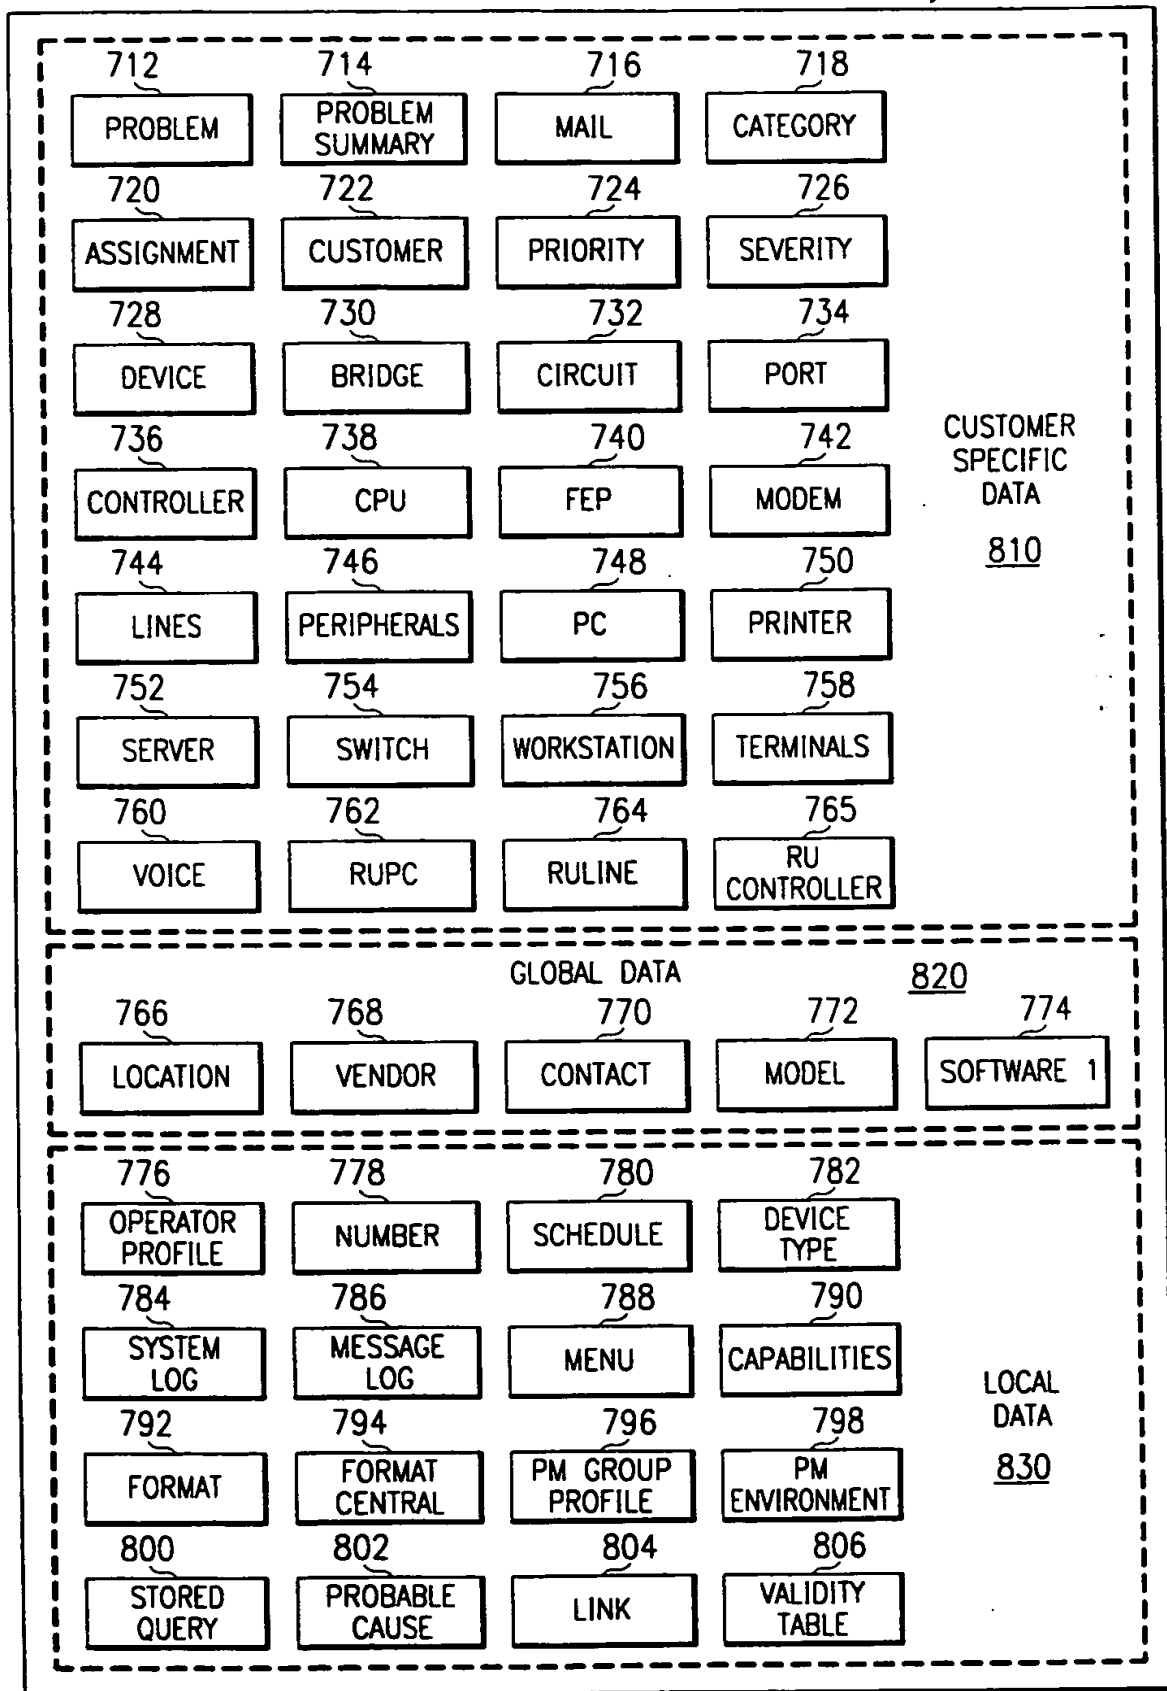 712 714 716 718
PROBLEM
PROBLEM
SUMMARY
MAIL
CATEGORY
720 722 724 726
ASSIGNMENT CUSTOMER PRIORITY SEVERITY
728 730 732 734
DEVICE BRIDGE CIRCUIT PORT
CUSTOMER
SPECIFIC
DATA
810
736 738 740 742
CONTROLLER CPU FEP MODEM
744 746 748 750
LINES PERIPHERALS PC PRINTER
752 754 756 758
SERVER SWITCH WORKSTATION TERMINALS
760 762 764 765
VOICE RUPC RULINE
RU
CONTROLLER
GLOBAL DATA 820
766 768 770 772 774
LOCATION VENDOR CONTACT MODEL SOFTWARE 1
776 778 780 782
OPERATOR
PROFILE
NUMBER
SCHEDULE
DEVICE
TYPE
784 786 788 790
SYSTEM
LOG
MESSAGE
LOG
MENU
CAPABILITIES
LOCAL
DATA
830
792 794 796 798
FORMAT
FORMAT
CENTRAL
PM GROUP
PROFILE
PM
ENVIRONMENT
800 802 804 806
STORED
QUERY
PROBABLE
CAUSE
LINK
VALIDITY
TABLE